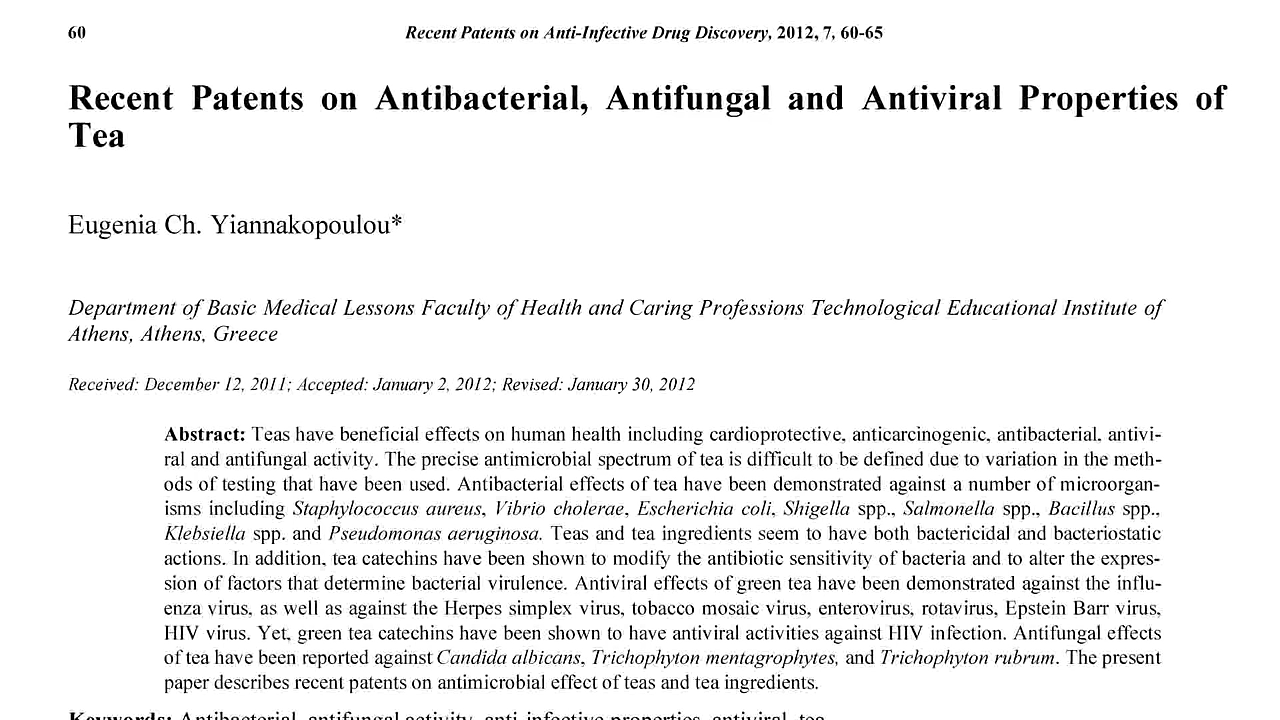 60
Recent Patents on Anti-Infective Drug Discovery, 2012, 7, 60-65
Recent Patents on Antibacterial, Antifungal and Antiviral Properties of
Tea
Eugenia Ch. Yiannakopoulou*
Department of Basic Medical Lessons Faculty of Health and Caring Professions Technological Educational Institute of
Athens, Athens, Greece
Received: December 12, 2011; Accepted: January 2, 2012; Revised: January 30, 2012
Abstract: Teas have beneficial effects on human health including cardioprotective, anticarcinogenic, antibacterial, antivi-
ral and antifungal activity. The precise antimicrobial spectrum of tea is difficult to be defined due to variation in the meth-
ods of testing that have been used. Antibacterial effects of tea have been demonstrated against a number of microorgan-
isms including Staphylococcus aureus, Vibrio cholerae, Escherichia coli, Shigella spp., Salmonella spp., Bacillus spp.,
Klebsiella spp. and Pseudomonas aeruginosa. Teas and tea ingredients seem to have both bactericidal and bacteriostatic
actions. In addition, tea catechins have been shown to modify the antibiotic sensitivity of bacteria and to alter the expres-
sion of factors that determine bacterial virulence. Antiviral effects of green tea have been demonstrated against the influ-
enza virus, as well as against the Herpes simplex virus, tobacco mosaic virus, enterovirus, rotavirus, Epstein Barr virus,
HIV virus. Yet, green tea catechins have been shown to have antiviral activities against HIV infection. Antifungal effects
of tea have been reported against Candida albicans, Trichophyton mentagrophytes, and Trichophyton rubrum. The present
paper describes recent patents on antimicrobial effect of teas and tea ingredients.
Keywords: Antibacterial, antifungal activity, anti-infective properties, antiviral, tea